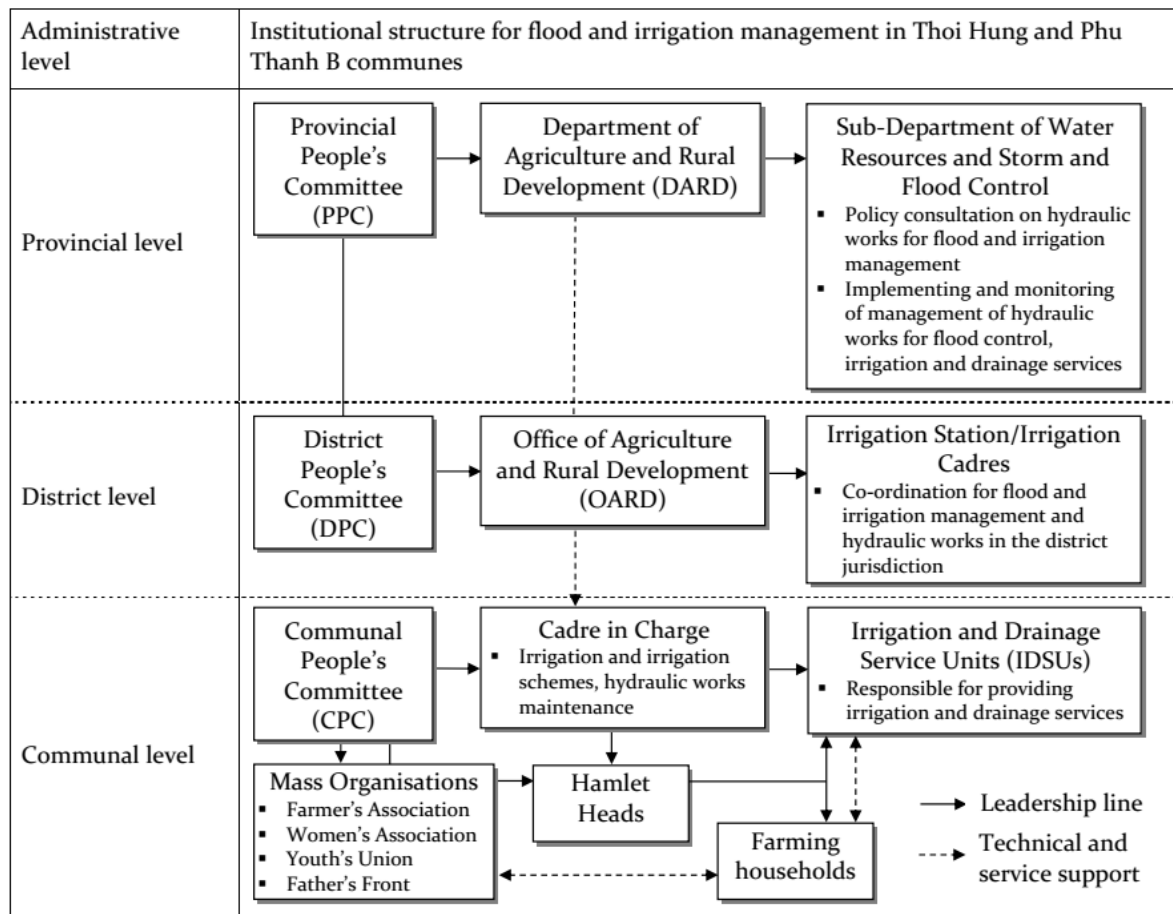 Administrative
level
Institutional structure for flood and irrigation management in Thoi Hung and Phu
Thanh B communes
Provincial level
Provincial
People's
Committee
(PPC)
Department of
Agriculture and Rural
Development (DARD)
Sub-Department of Water
Resources and Storm and
Flood Control
▪ Policy consultation on hydraulic
works for flood and irrigation
management
▪ Implementing and monitoring
of management of hydraulic
works for flood control,
irrigation and drainage services
District level
District
People's
Committee
(DPC)
Office of Agriculture
and Rural Development
(OARD)
Irrigation Station/Irrigation
Cadres
▪ Co-ordination for flood and
irrigation management and
hydraulic works in the district
jurisdiction
Communal level
Communal
People's
Committee
(CPC)
Cadre in Charge
▪ Irrigation and irrigation
schemes, hydraulic works
maintenance
Irrigation and Drainage
Service Units (IDSUs)
▪ Responsible for providing
irrigation and drainage services
Mass Organisations
▪ Farmer's Association
▪ Women's Association
▪ Youth's Union
▪ Father's Front
Hamlet
Heads
Farming
households
Leadership line
Technical and
service support